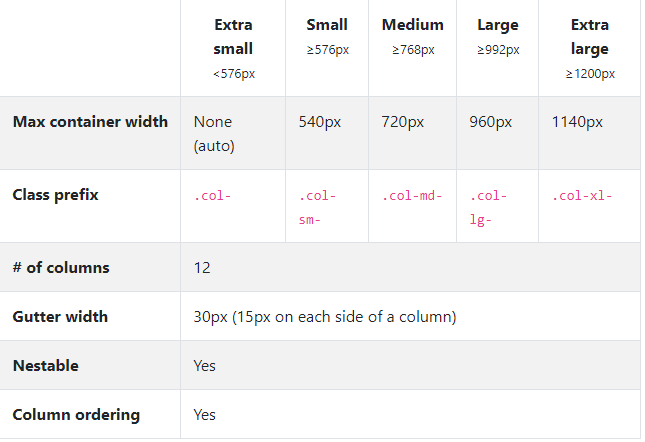 Extra small <576px
Small ≥576px
Medium ≥768px
Large ≥992px
Extra large ≥1200px
Max container width
None (auto)
540px
720px
960px
1140px
Class prefix
.col-
.col-sm-
.col-md-
.col-lg-
.col-xl-
# of columns
12
Gutter width
30px (15px on each side of a column)
Nestable
Yes
Column ordering
Yes